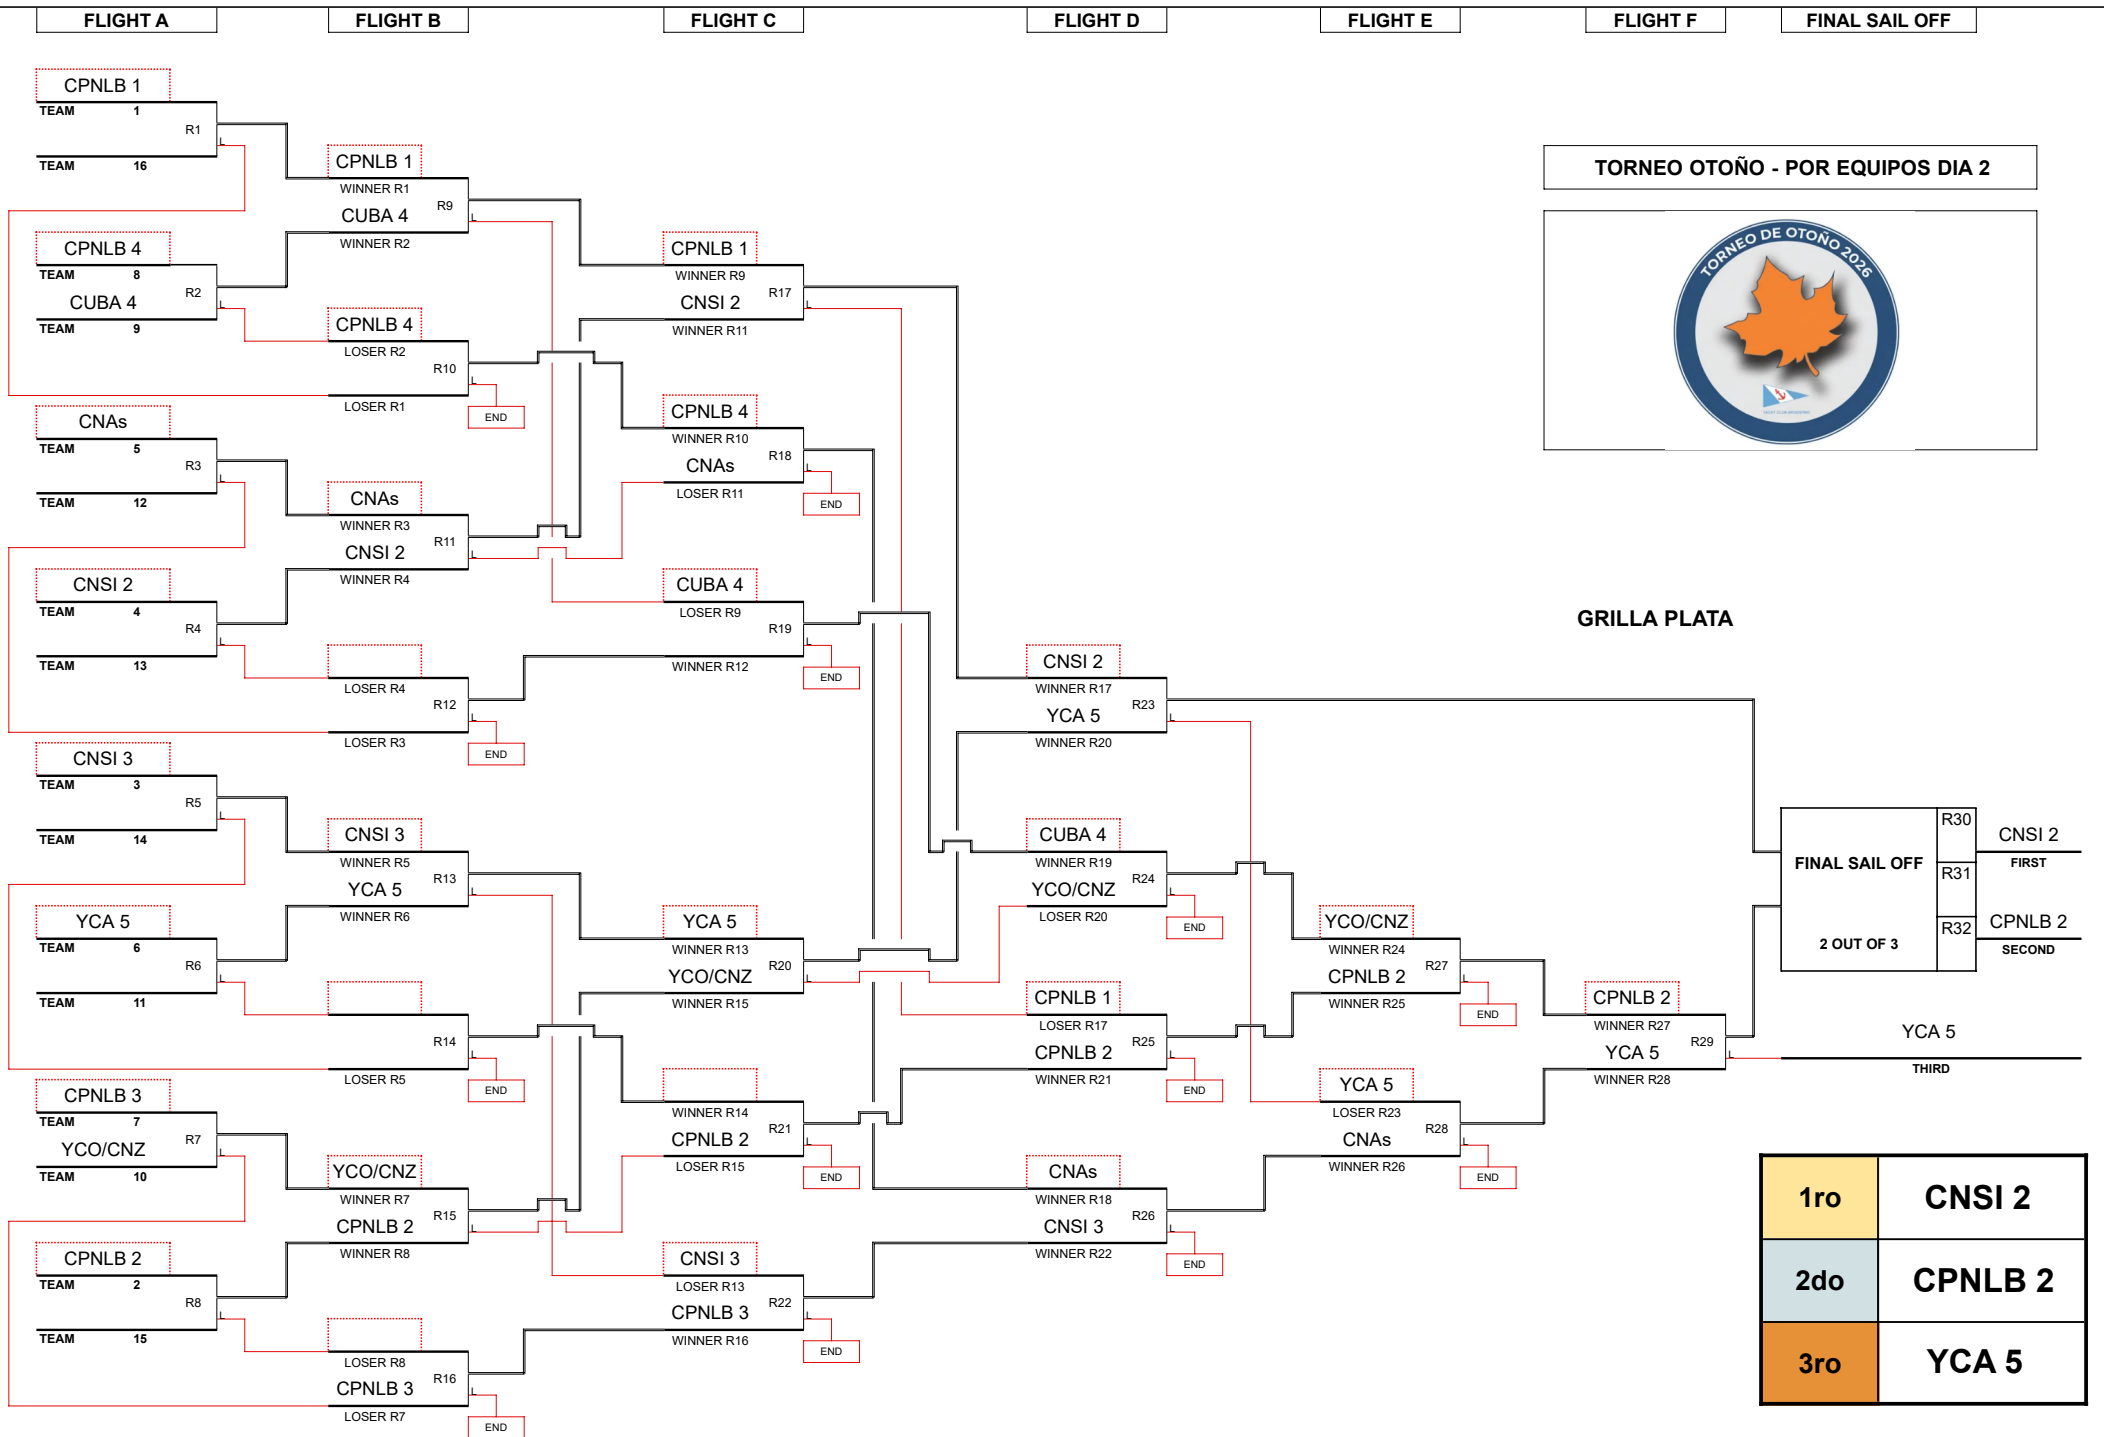 FLIGHT A
FLIGHT B
FLIGHT C
FLIGHT D
FLIGHT E
FLIGHT F
FINAL SAIL OFF
CPNLB 1
TEAM 1
R1
L
TEAM 16
CPNLB 4
TEAM 8
R2
CUBA 4
L
TEAM 9
CNAs
TEAM 5
R3
L
TEAM 12
CNSI 2
TEAM 4
R4
L
TEAM 13
CNSI 3
TEAM 3
R5
L
TEAM 14
YCA 5
TEAM 6
R6
L
TEAM 11
CPNLB 3
TEAM 7
R7
YCO/CNZ
L
TEAM 10
CPNLB 2
TEAM 2
R8
L
TEAM 15
CPNLB 1
WINNER R1
R9
CUBA 4
L
WINNER R2
CPNLB 4
LOSER R2
R10
L
LOSER R1
END
CNAs
WINNER R3
R11
CNSI 2
L
WINNER R4
LOSER R4
R12
L
LOSER R3
END
CNSI 3
WINNER R5
R13
YCA 5
L
WINNER R6
R14
L
LOSER R5
END
YCO/CNZ
WINNER R7
R15
CPNLB 2
L
WINNER R8
LOSER R8
R16
CPNLB 3
L
LOSER R7
END
CPNLB 1
WINNER R9
R17
CNSI 2
L
WINNER R11
CPNLB 4
WINNER R10
R18
CNAs
L
LOSER R11
END
CUBA 4
LOSER R9
R19
L
WINNER R12
END
YCA 5
WINNER R13
R20
YCO/CNZ
L
WINNER R15
WINNER R14
R21
CPNLB 2
L
LOSER R15
END
CNSI 3
LOSER R13
R22
CPNLB 3
L
WINNER R16
END
CNSI 2
WINNER R17
R23
YCA 5
L
WINNER R20
CUBA 4
WINNER R19
R24
YCO/CNZ
L
LOSER R20
END
CPNLB 1
LOSER R17
R25
CPNLB 2
L
WINNER R21
END
CNAs
WINNER R18
R26
CNSI 3
L
WINNER R22
END
YCO/CNZ
WINNER R24
R27
CPNLB 2
L
WINNER R25
END
YCA 5
LOSER R23
R28
CNAs
L
WINNER R26
END
CPNLB 2
WINNER R27
R29
YCA 5
L
WINNER R28
TORNEO OTOÑO - POR EQUIPOS DIA 2
TORNEO DE OTOÑO 2026
YACHT CLUB ARGENTINO
GRILLA PLATA
FINAL SAIL OFF
2 OUT OF 3
R30
R31
R32
CNSI 2
FIRST
CPNLB 2
SECOND
YCA 5
THIRD
1ro CNSI 2
2do CPNLB 2
3ro YCA 5